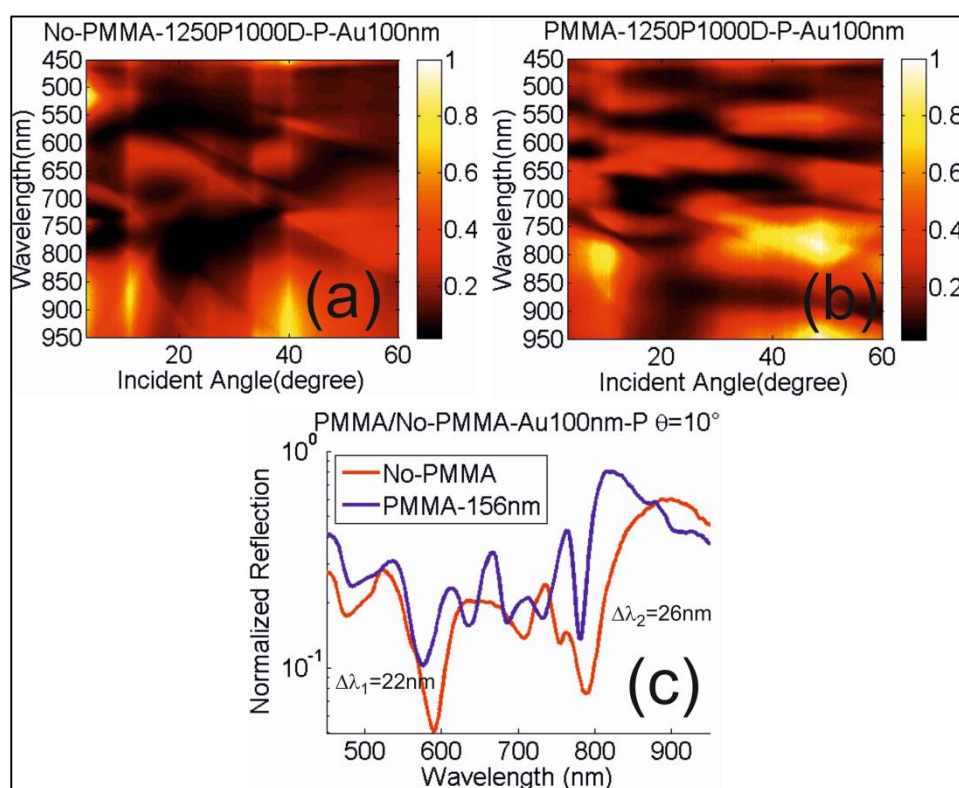 No-PMMA-1250P1000D-P-Au100nm
450
500
550
600
650
700
750
800
850
900
950
Wavelength(nm)
20
40
60
Incident Angle(degree)
1
0.8
0.6
0.4
0.2
(a)
PMMA-1250P1000D-P-Au100nm
450
500
550
600
650
700
750
800
850
900
950
Wavelength(nm)
20
40
60
Incident Angle(degree)
1
0.8
0.6
0.4
0.2
(b)
PMMA/No-PMMA-Au100nm-P θ=10°
10⁰
10⁻¹
Normalized Reflection
No-PMMA
PMMA-156nm
Δλ₁=22nm
Δλ₂=26nm
(c)
500
600
700
800
900
Wavelength (nm)